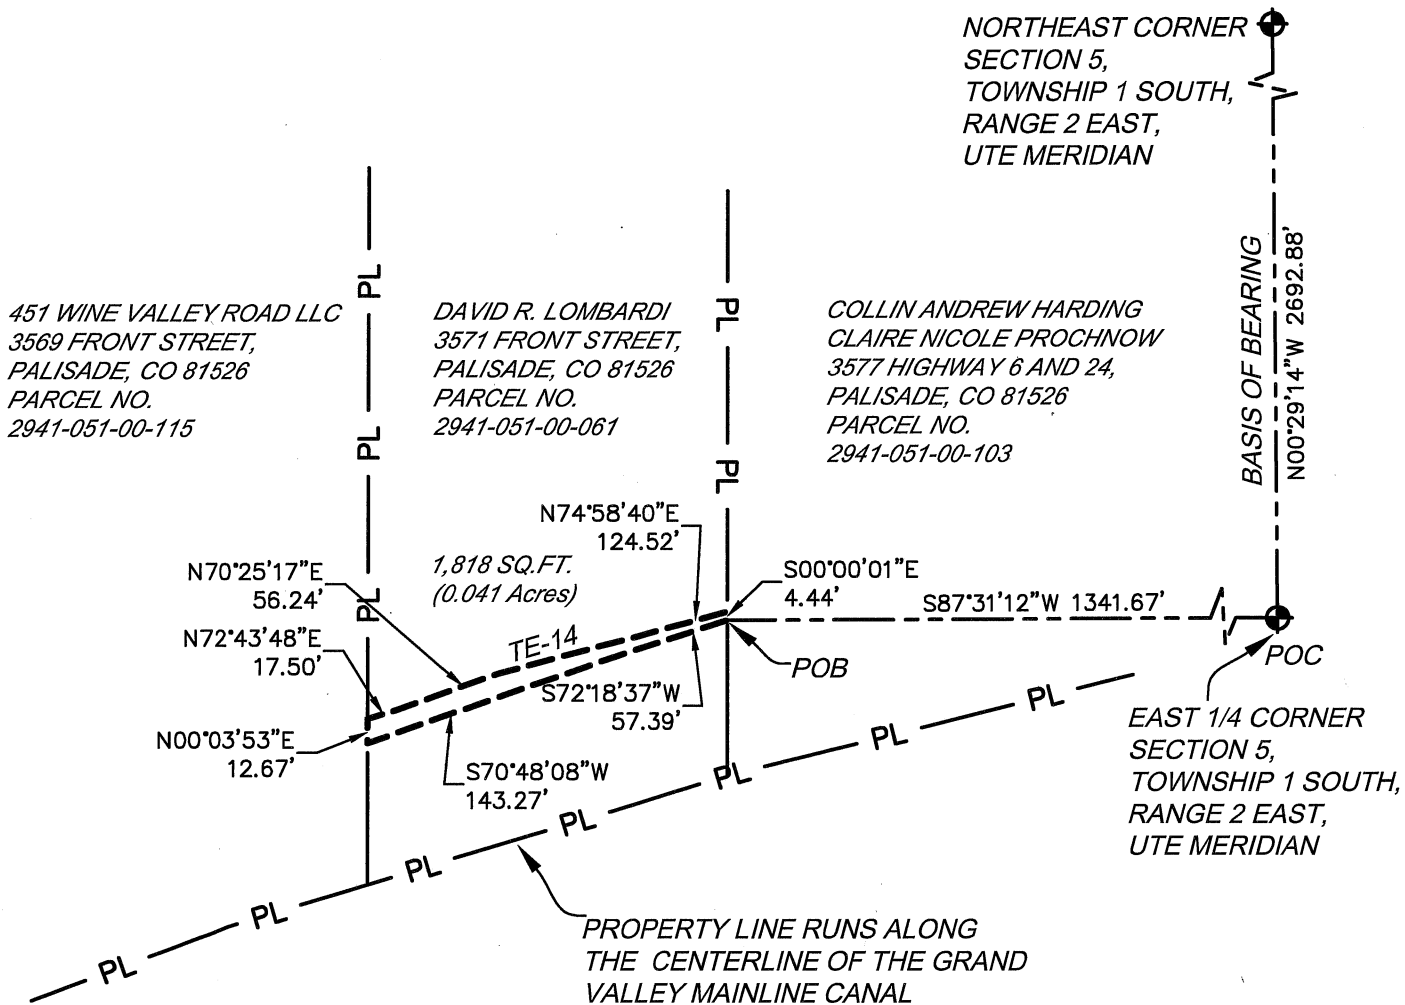 NORTHEAST CORNER
SECTION 5,
TOWNSHIP 1 SOUTH,
RANGE 2 EAST,
UTE MERIDIAN
BASIS OF BEARING
N00°29'14"W 2692.88'
451 WINE VALLEY ROAD LLC
3569 FRONT STREET,
PALISADE, CO 81526
PARCEL NO.
2941-051-00-115
DAVID R. LOMBARDI
3571 FRONT STREET,
PALISADE, CO 81526
PARCEL NO.
2941-051-00-061
COLLIN ANDREW HARDING
CLAIRE NICOLE PROCHNOW
3577 HIGHWAY 6 AND 24,
PALISADE, CO 81526
PARCEL NO.
2941-051-00-103
PL
PL
PL
PL
PL
N74°58'40"E
124.52'
1,818 SQ.FT.
(0.041 Acres)
N70°25'17"E
56.24'
S00°00'01"E
4.44'
S87°31'12"W 1341.67'
N72°43'48"E
17.50'
TE-14
POB
POC
S72°18'37"W
57.39'
N00°03'53"E
12.67'
S70°48'08"W
143.27'
EAST 1/4 CORNER
SECTION 5,
TOWNSHIP 1 SOUTH,
RANGE 2 EAST,
UTE MERIDIAN
PL
PL
PL
PL
PL
PL
PL
PROPERTY LINE RUNS ALONG
THE CENTERLINE OF THE GRAND
VALLEY MAINLINE CANAL